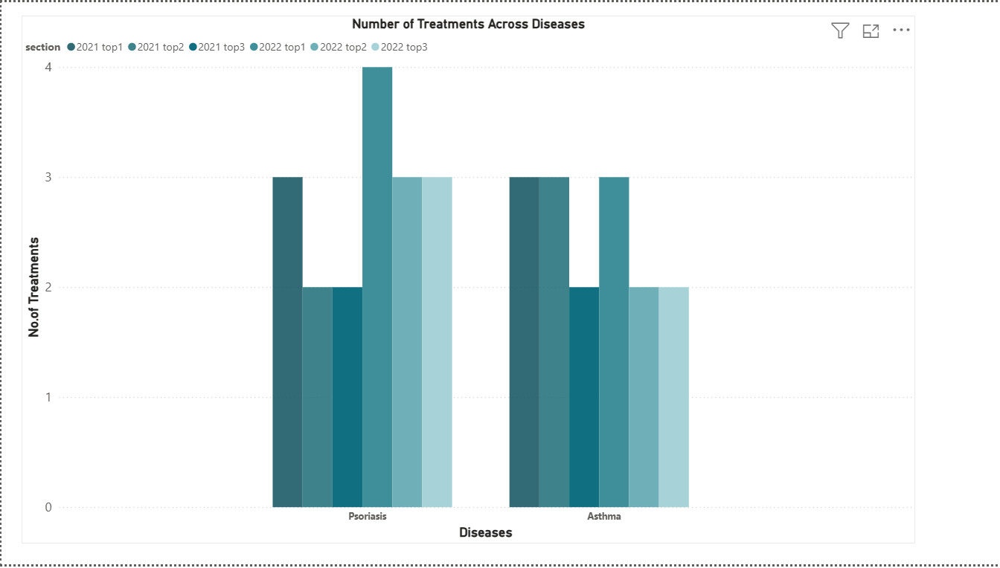 Number of Treatments Across Diseases
section 2021 top1 2021 top2 2021 top3 2022 top1 2022 top2 2022 top3
4
3
2
1
0
No.of Treatments
Psoriasis Asthma
Diseases